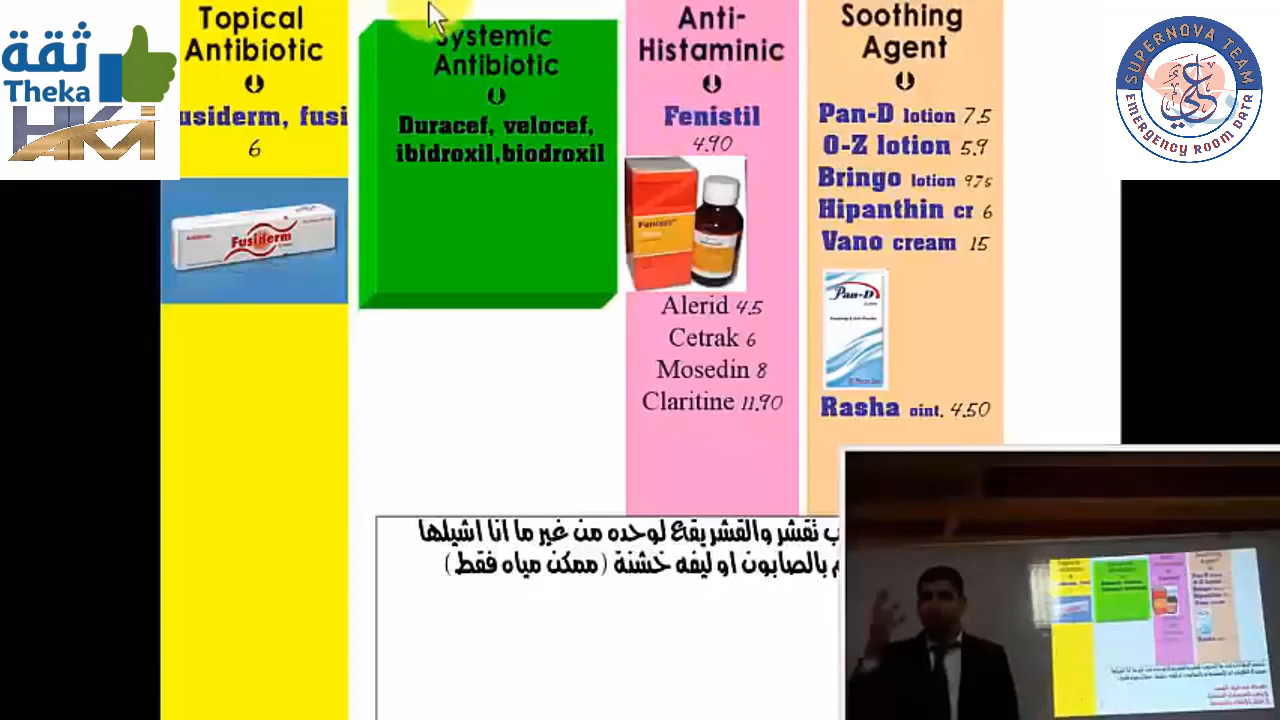 Topical
Antibiotic
usiderm, fusi
6
Fusiderm
Systemic
Antibiotic
Duracef, velocef,
ibidroxil,biodroxil
Anti-
Histaminic
Fenistil
4.90
Alerid 4.5
Cetrak 6
Mosedin 8
Claritine 11.90
Soothing
Agent
Pan-D lotion 7.5
O-Z lotion 5.9
Bringo lotion 9.75
Hipanthin cr 6
Vano cream 15
Pan-D
Rasha oint. 4.50
ب تقشر والقشر يقع لوحده من غير ما انا اشيلها
م بالصابون او ليفه خشنة (ممكن مياه فقط)
ثقة
Theka
HKM
SUPERNOVA TEAM
EMERGENCY ROOM DATA